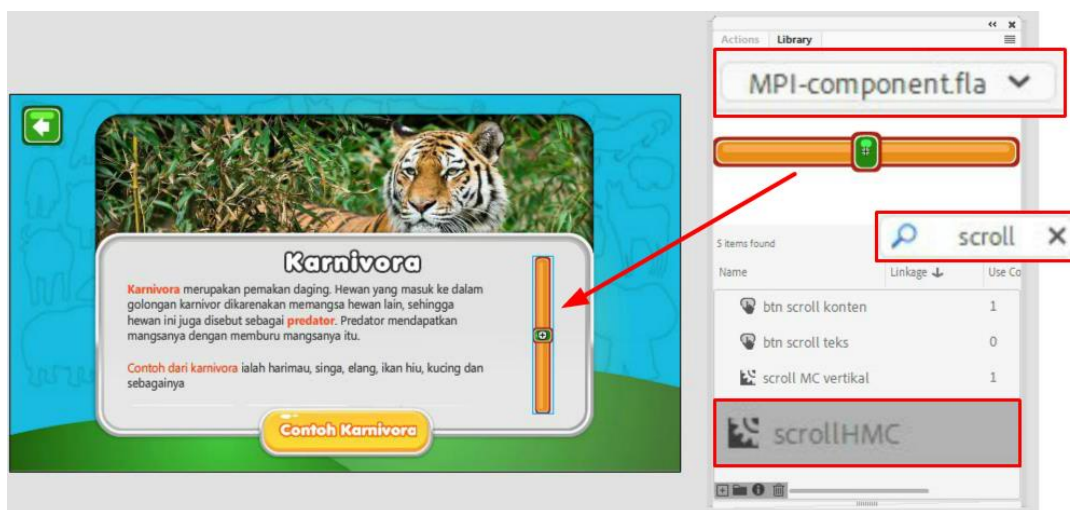 Actions Library
MPI-component.fla
Karnivora
Karnivora merupakan pemakan daging. Hewan yang masuk ke dalam
golongan karnivor dikarenakan memangsa hewan lain, sehingga
hewan ini juga disebut sebagai predator. Predator mendapatkan
mangsanya dengan memburu mangsanya itu.
Contoh dari karnivora ialah harimau, singa, elang, ikan hiu, kucing dan
sebagainya
Contoh Karnivora
5 items found
scroll
Name Linkage Use Co
btn scroll konten 1
btn scroll teks 0
scroll MC vertikal 1
scrollHMC